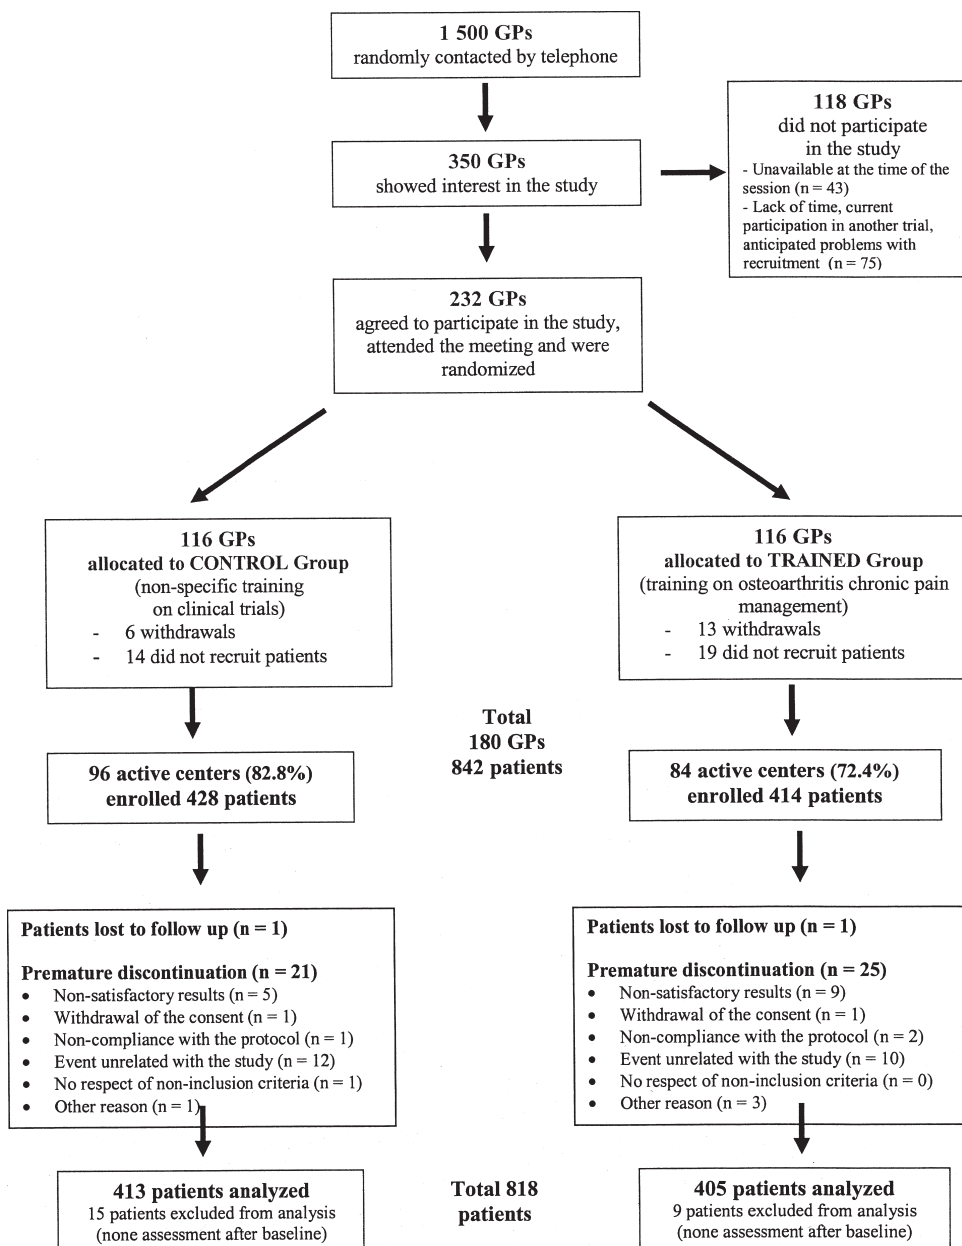 1 500 GPs
randomly contacted by telephone
118 GPs
did not participate
in the study
- Unavailable at the time of the
session (n = 43)
- Lack of time, current
participation in another trial,
anticipated problems with
recruitment (n = 75)
350 GPs
showed interest in the study
232 GPs
agreed to participate in the study,
attended the meeting and were
randomized
116 GPs
allocated to CONTROL Group
(non-specific training
on clinical trials)
- 6 withdrawals
- 14 did not recruit patients
116 GPs
allocated to TRAINED Group
(training on osteoarthritis chronic pain
management)
- 13 withdrawals
- 19 did not recruit patients
Total
180 GPs
842 patients
96 active centers (82.8%)
enrolled 428 patients
84 active centers (72.4%)
enrolled 414 patients
Patients lost to follow up (n = 1)
Premature discontinuation (n = 21)
• Non-satisfactory results (n = 5)
• Withdrawal of the consent (n = 1)
• Non-compliance with the protocol (n = 1)
• Event unrelated with the study (n = 12)
• No respect of non-inclusion criteria (n = 1)
• Other reason (n = 1)
Patients lost to follow up (n = 1)
Premature discontinuation (n = 25)
• Non-satisfactory results (n = 9)
• Withdrawal of the consent (n = 1)
• Non-compliance with the protocol (n = 2)
• Event unrelated with the study (n = 10)
• No respect of non-inclusion criteria (n = 0)
• Other reason (n = 3)
413 patients analyzed
15 patients excluded from analysis
(none assessment after baseline)
Total 818
patients
405 patients analyzed
9 patients excluded from analysis
(none assessment after baseline)